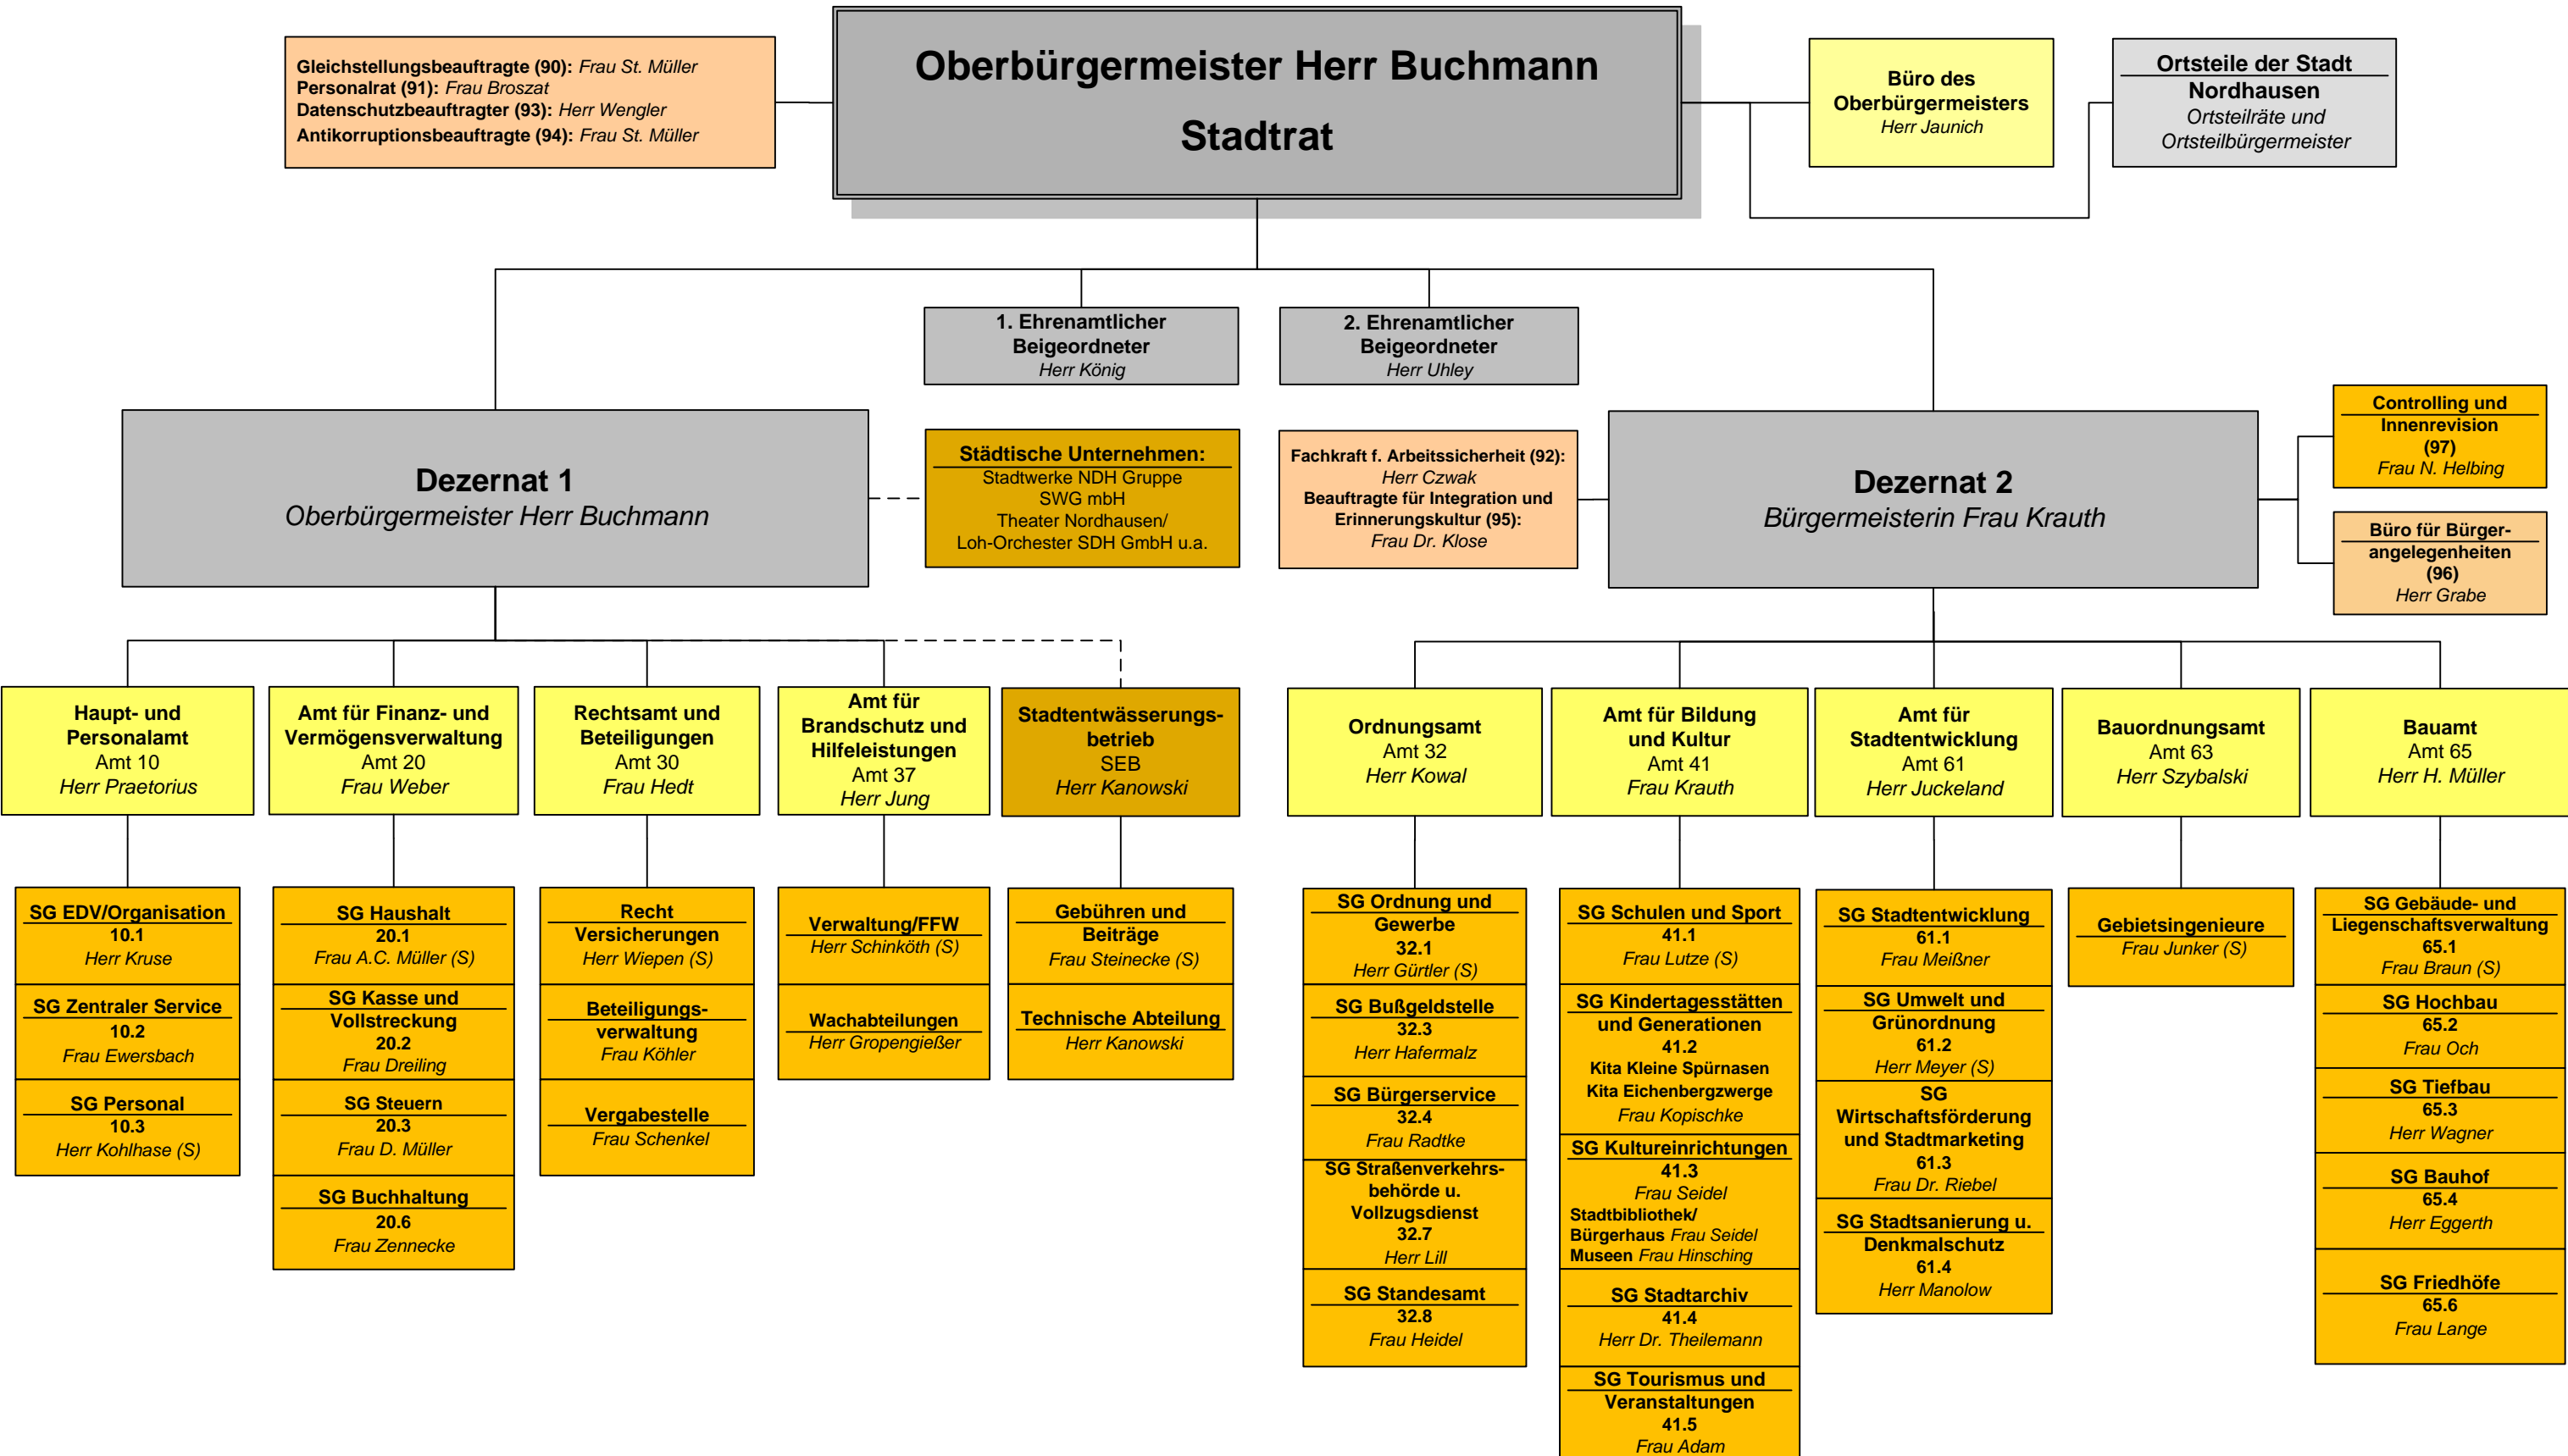 Gleichstellungsbeauftragte (90): Frau St. Müller
Personalrat (91): Frau Broszat
Datenschutzbeauftragter (93): Herr Wengler
Antikorruptionsbeauftragte (94): Frau St. Müller
Oberbürgermeister Herr Buchmann
Stadtrat
Büro des
Oberbürgermeisters
Herr Jaunich
Ortsteile der Stadt
Nordhausen
Ortsteilräte und
Ortsteilbürgermeister
1. Ehrenamtlicher
Beigeordneter
Herr König
2. Ehrenamtlicher
Beigeordneter
Herr Uhley
Dezernat 1
Oberbürgermeister Herr Buchmann
Städtische Unternehmen:
Stadtwerke NDH Gruppe
SWG mbH
Theater Nordhausen/
Loh-Orchester SDH GmbH u.a.
Fachkraft f. Arbeitssicherheit (92):
Herr Czwak
Beauftragte für Integration und
Erinnerungskultur (95):
Frau Dr. Klose
Dezernat 2
Bürgermeisterin Frau Krauth
Controlling und
Innenrevision
(97)
Frau N. Helbing
Büro für Bürger-
angelegenheiten
(96)
Herr Grabe
Haupt- und
Personalamt
Amt 10
Herr Praetorius
Amt für Finanz- und
Vermögensverwaltung
Amt 20
Frau Weber
Rechtsamt und
Beteiligungen
Amt 30
Frau Hedt
Amt für
Brandschutz und
Hilfeleistungen
Amt 37
Herr Jung
Stadtentwässerungs-
betrieb
SEB
Herr Kanowski
Ordnungsamt
Amt 32
Herr Kowal
Amt für Bildung
und Kultur
Amt 41
Frau Krauth
Amt für
Stadtentwicklung
Amt 61
Herr Juckeland
Bauordnungsamt
Amt 63
Herr Szybalski
Bauamt
Amt 65
Herr H. Müller
SG EDV/Organisation
10.1
Herr Kruse
SG Zentraler Service
10.2
Frau Ewersbach
SG Personal
10.3
Herr Kohlhase (S)
SG Haushalt
20.1
Frau A.C. Müller (S)
SG Kasse und
Vollstreckung
20.2
Frau Dreiling
SG Steuern
20.3
Frau D. Müller
SG Buchhaltung
20.6
Frau Zennecke
Recht
Versicherungen
Herr Wiepen (S)
Beteiligungs-
verwaltung
Frau Köhler
Vergabestelle
Frau Schenkel
Verwaltung/FFW
Herr Schinköth (S)
Wachabteilungen
Herr Gropengießer
Gebühren und
Beiträge
Frau Steinecke (S)
Technische Abteilung
Herr Kanowski
SG Ordnung und
Gewerbe
32.1
Herr Gürtler (S)
SG Bußgeldstelle
32.3
Herr Hafermalz
SG Bürgerservice
32.4
Frau Radtke
SG Straßenverkehrs-
behörde u.
Vollzugsdienst
32.7
Herr Lill
SG Standesamt
32.8
Frau Heidel
SG Schulen und Sport
41.1
Frau Lutze (S)
SG Kindertagesstätten
und Generationen
41.2
Kita Kleine Spürnasen
Kita Eichenbergzwerge
Frau Kopischke
SG Kultureinrichtungen
41.3
Frau Seidel
Stadtbibliothek/
Bürgerhaus Frau Seidel
Museen Frau Hinsching
SG Stadtarchiv
41.4
Herr Dr. Theilemann
SG Tourismus und
Veranstaltungen
41.5
Frau Adam
SG Stadtentwicklung
61.1
Frau Meißner
SG Umwelt und
Grünordnung
61.2
Herr Meyer (S)
SG
Wirtschaftsförderung
und Stadtmarketing
61.3
Frau Dr. Riebel
SG Stadtsanierung u.
Denkmalschutz
61.4
Herr Manolow
Gebietsingenieure
Frau Junker (S)
SG Gebäude- und
Liegenschaftsverwaltung
65.1
Frau Braun (S)
SG Hochbau
65.2
Frau Och
SG Tiefbau
65.3
Herr Wagner
SG Bauhof
65.4
Herr Eggerth
SG Friedhöfe
65.6
Frau Lange